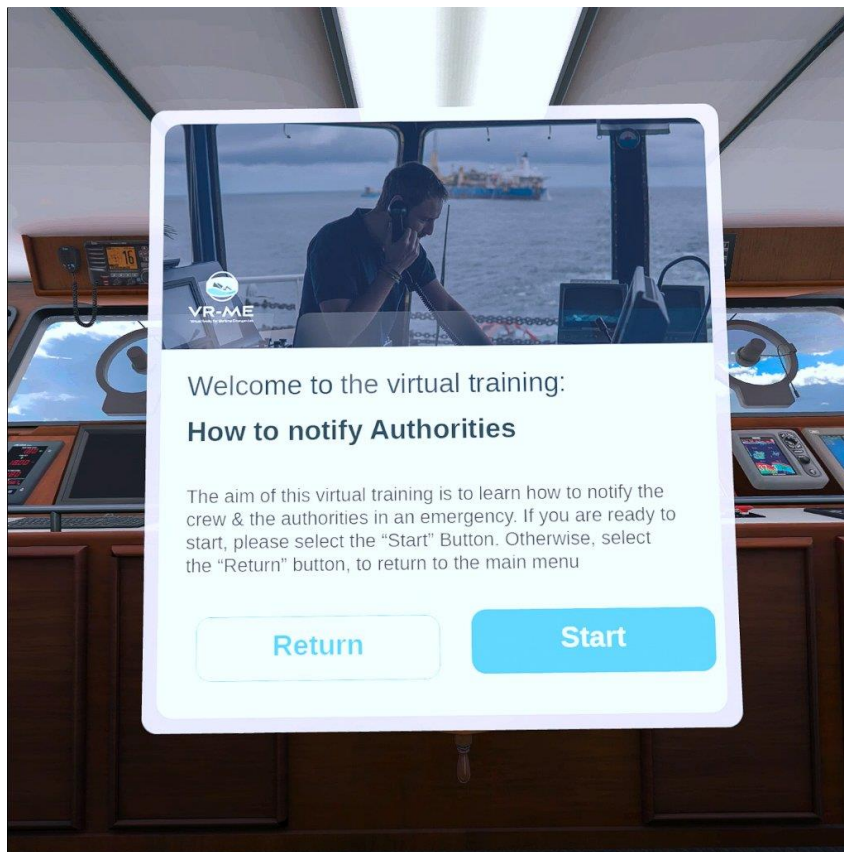 16
VR-ME
Welcome to the virtual training:
How to notify Authorities
The aim of this virtual training is to learn how to notify the
crew & the authorities in an emergency. If you are ready to
start, please select the “Start” Button. Otherwise, select
the “Return” button, to return to the main menu
Return
Start